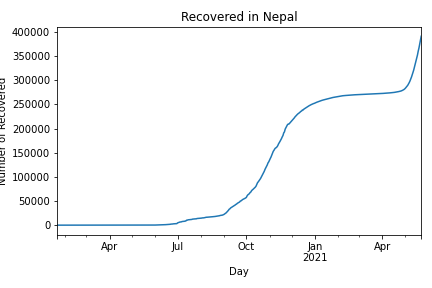 Recovered in Nepal
400000
350000
300000
250000
200000
150000
100000
50000
0
Number of Recovered
Apr Jul Oct Jan Apr
2021
Day